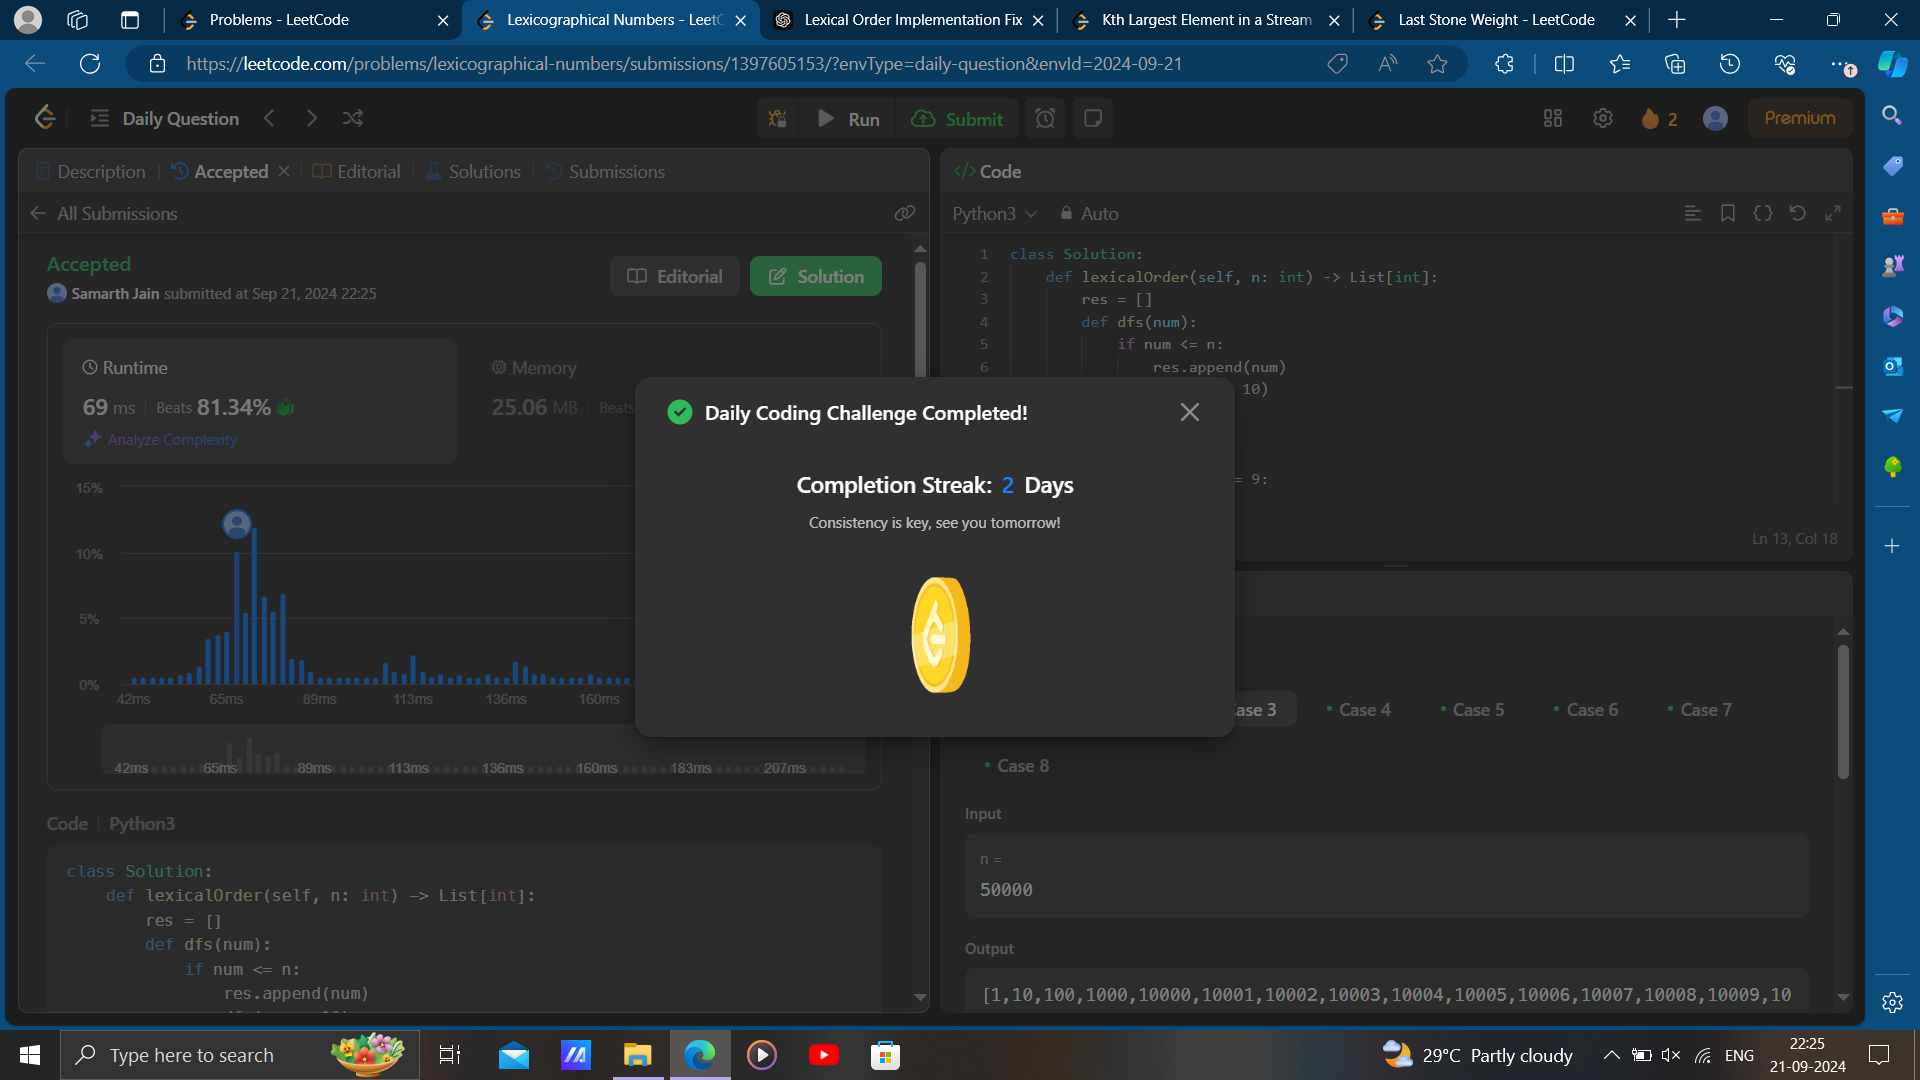 Problems - LeetCode
Lexicographical Numbers - LeetC
Lexical Order Implementation Fix
Kth Largest Element in a Stream
Last Stone Weight - LeetCode
https://leetcode.com/problems/lexicographical-numbers/submissions/1397605153/?envType=daily-question&envId=2024-09-21
Daily Question
Run
Submit
2
Premium
Description
Accepted
Editorial
Solutions
Submissions
All Submissions
Accepted
Samarth Jain submitted at Sep 21, 2024 22:25
Editorial
Solution
Runtime
69 ms
Beats 81.34%
Analyze Complexity
Memory
25.06 MB
Beats
15%
10%
5%
0%
42ms 65ms 89ms 113ms 136ms 160ms
42ms 65ms 89ms 113ms 136ms 160ms 183ms 207ms
Code
Python3
class Solution:
def lexicalOrder(self, n: int) -> List[int]:
res = []
def dfs(num):
if num <= n:
res.append(num)
</> Code
Python3
Auto
1 class Solution:
2 def lexicalOrder(self, n: int) -> List[int]:
3 res = []
4 def dfs(num):
5 if num <= n:
6 res.append(num)
10)
= 9:
Ln 13, Col 18
Daily Coding Challenge Completed!
Completion Streak: 2 Days
Consistency is key, see you tomorrow!
ase 3
Case 4
Case 5
Case 6
Case 7
Case 8
Input
n =
50000
Output
[1,10,100,1000,10000,10001,10002,10003,10004,10005,10006,10007,10008,10009,10
Type here to search
29°C Partly cloudy
ENG
22:25
21-09-2024